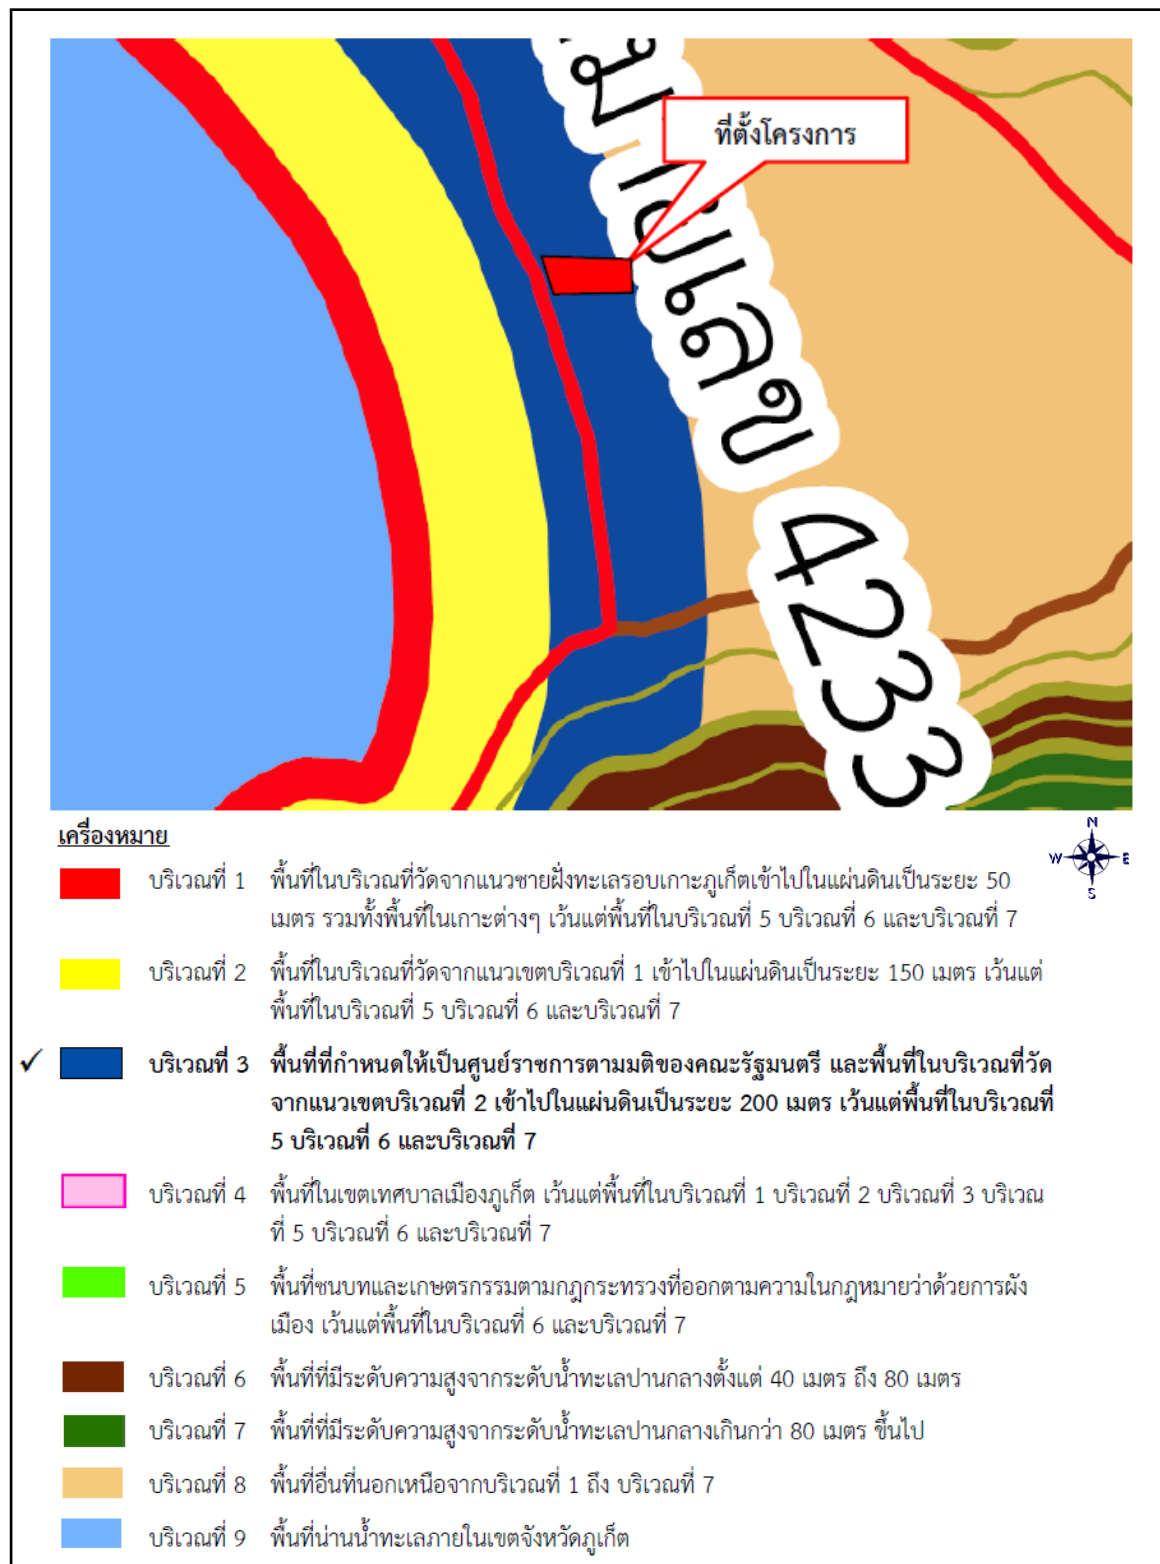 หมายเลข 4233
ที่ตั้งโครงการ
เครื่องหมาย
N
W E
S
บริเวณที่ 1 พื้นที่ในบริเวณที่วัดจากแนวชายฝั่งทะเลรอบเกาะภูเก็ตเข้าไปในแผ่นดินเป็นระยะ 50
เมตร รวมทั้งพื้นที่ในเกาะต่างๆ เว้นแต่พื้นที่ในบริเวณที่ 5 บริเวณที่ 6 และบริเวณที่ 7
บริเวณที่ 2 พื้นที่ในบริเวณที่วัดจากแนวเขตบริเวณที่ 1 เข้าไปในแผ่นดินเป็นระยะ 150 เมตร เว้นแต่
พื้นที่ในบริเวณที่ 5 บริเวณที่ 6 และบริเวณที่ 7
✓ บริเวณที่ 3 พื้นที่ที่กำหนดให้เป็นศูนย์ราชการตามมติของคณะรัฐมนตรี และพื้นที่ในบริเวณที่วัด
จากแนวเขตบริเวณที่ 2 เข้าไปในแผ่นดินเป็นระยะ 200 เมตร เว้นแต่พื้นที่ในบริเวณที่
5 บริเวณที่ 6 และบริเวณที่ 7
บริเวณที่ 4 พื้นที่ในเขตเทศบาลเมืองภูเก็ต เว้นแต่พื้นที่ในบริเวณที่ 1 บริเวณที่ 2 บริเวณที่ 3 บริเวณ
ที่ 5 บริเวณที่ 6 และบริเวณที่ 7
บริเวณที่ 5 พื้นที่ชนบทและเกษตรกรรมตามกฎกระทรวงที่ออกตามความในกฎหมายว่าด้วยการผัง
เมือง เว้นแต่พื้นที่ในบริเวณที่ 6 และบริเวณที่ 7
บริเวณที่ 6 พื้นที่ที่มีระดับความสูงจากระดับน้ำทะเลปานกลางตั้งแต่ 40 เมตร ถึง 80 เมตร
บริเวณที่ 7 พื้นที่ที่มีระดับความสูงจากระดับน้ำทะเลปานกลางเกินกว่า 80 เมตร ขึ้นไป
บริเวณที่ 8 พื้นที่อื่นที่นอกเหนือจากบริเวณที่ 1 ถึง บริเวณที่ 7
บริเวณที่ 9 พื้นที่น่านน้ำทะเลภายในเขตจังหวัดภูเก็ต